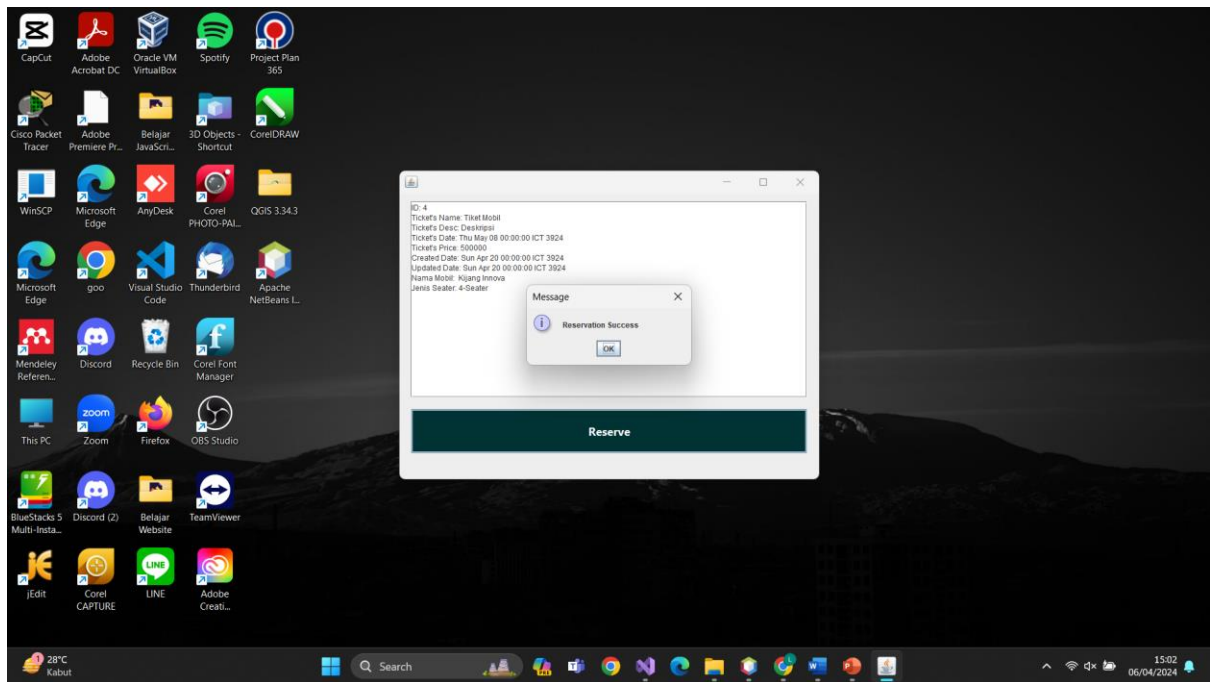 CapCut
Adobe
Acrobat DC
Oracle VM
VirtualBox
Spotify
Project Plan
365
Cisco Packet
Tracer
Adobe
Premiere Pr...
Belajar
JavaScri...
3D Objects -
Shortcut
CorelDRAW
WinSCP
Microsoft
Edge
AnyDesk
Corel
PHOTO-PAI...
QGIS 3.34.3
Microsoft
Edge
goo
Visual Studio
Code
Thunderbird
Apache
NetBeans I...
Mendeley
Referen...
Discord
Recycle Bin
Corel Font
Manager
This PC
zoom
Zoom
Firefox
OBS Studio
BlueStacks 5
Multi-Insta...
Discord (2)
Belajar
Website
TeamViewer
jEdit
Corel
CAPTURE
LINE
LINE
Adobe
Creati...
ID: 4
Ticket's Name: Tiket Mobil
Ticket's Desc: Deskripsi
Ticket's Date: Thu May 08 00:00:00 ICT 3924
Ticket's Price: 500000
Created Date: Sun Apr 20 00:00:00 ICT 3924
Updated Date: Sun Apr 20 00:00:00 ICT 3924
Nama Mobil: Kijang Innova
Jenis Seater: 4-Seater
Message
Reservation Success
OK
Reserve
1
28°C
Kabut
Search
15:02
06/04/2024